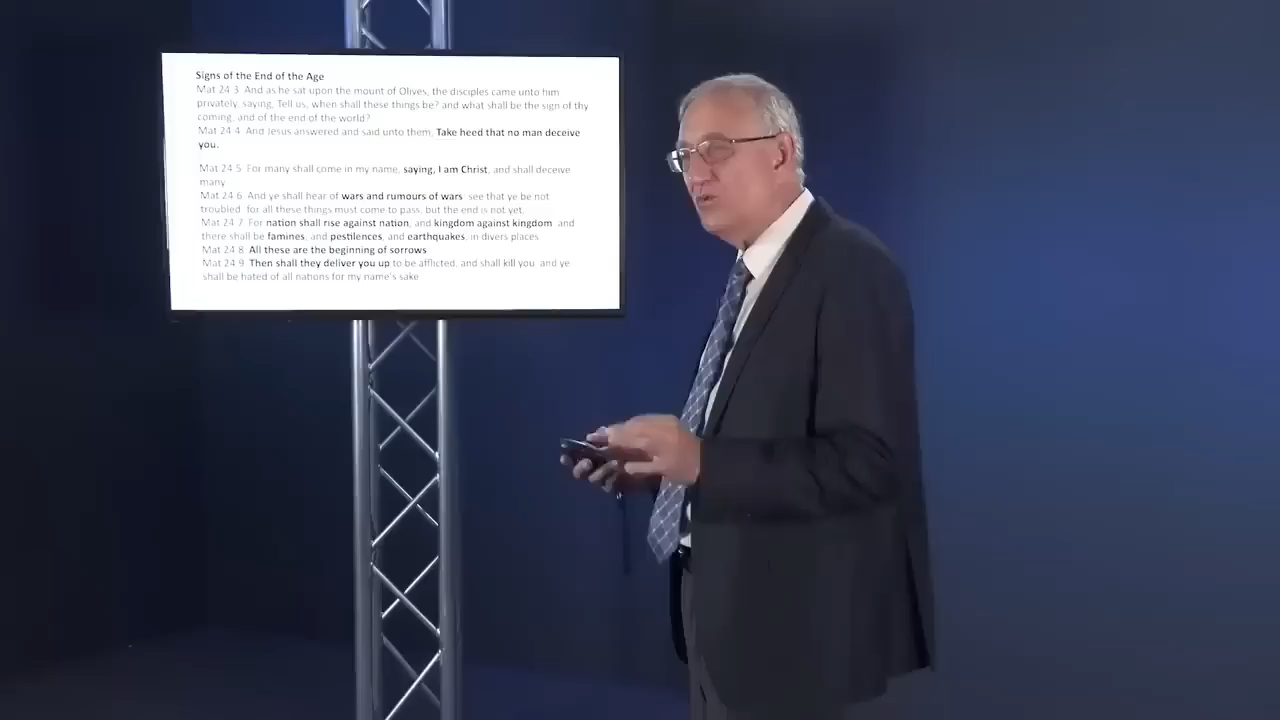 Signs of the End of the Age
Mat 24 3 And as he sat upon the mount of Olives, the disciples came unto him
privately, saying, Tell us, when shall these things be? and what shall be the sign of thy
coming, and of the end of the world?
Mat 24 4 And Jesus answered and said unto them, Take heed that no man deceive
you.
Mat 24 5 For many shall come in my name, saying, I am Christ, and shall deceive
many
Mat 24 6 And ye shall hear of wars and rumours of wars see that ye be not
troubled for all these things must come to pass, but the end is not yet.
Mat 24 7 For nation shall rise against nation, and kingdom against kingdom and
there shall be famines, and pestilences, and earthquakes, in divers places
Mat 24 8 All these are the beginning of sorrows
Mat 24 9 Then shall they deliver you up to be afflicted, and shall kill you, and ye
shall be hated of all nations for my name's sake